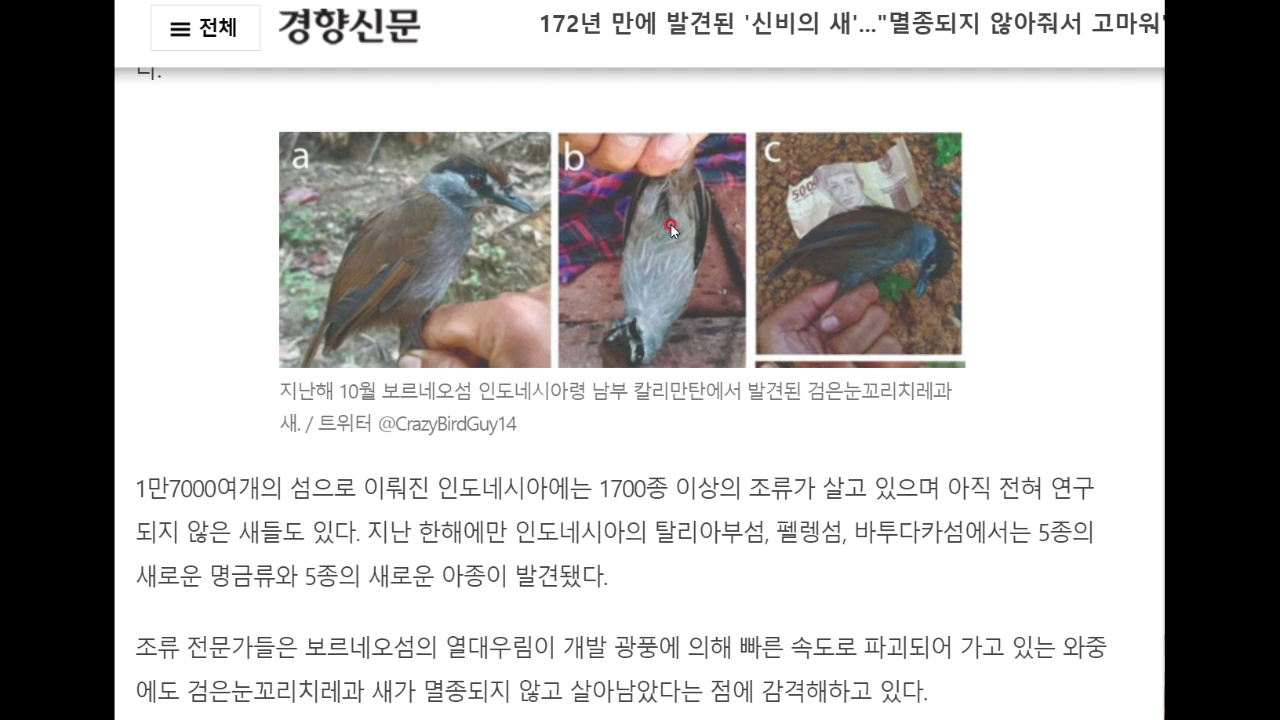 전체
경향신문
172년 만에 발견된 '신비의 새'..."멸종되지 않아줘서 고마워'
다.
a
b
c
500
지난해 10월 보르네오섬 인도네시아령 남부 칼리만탄에서 발견된 검은눈꼬리치레과
새. / 트위터 @CrazyBirdGuy14
1만7000여개의 섬으로 이뤄진 인도네시아에는 1700종 이상의 조류가 살고 있으며 아직 전혀 연구
되지 않은 새들도 있다. 지난 한해에만 인도네시아의 탈리아부섬, 펠렝섬, 바투다카섬에서는 5종의
새로운 명금류와 5종의 새로운 아종이 발견됐다.
조류 전문가들은 보르네오섬의 열대우림이 개발 광풍에 의해 빠른 속도로 파괴되어 가고 있는 와중
에도 검은눈꼬리치레과 새가 멸종되지 않고 살아남았다는 점에 감격해하고 있다.